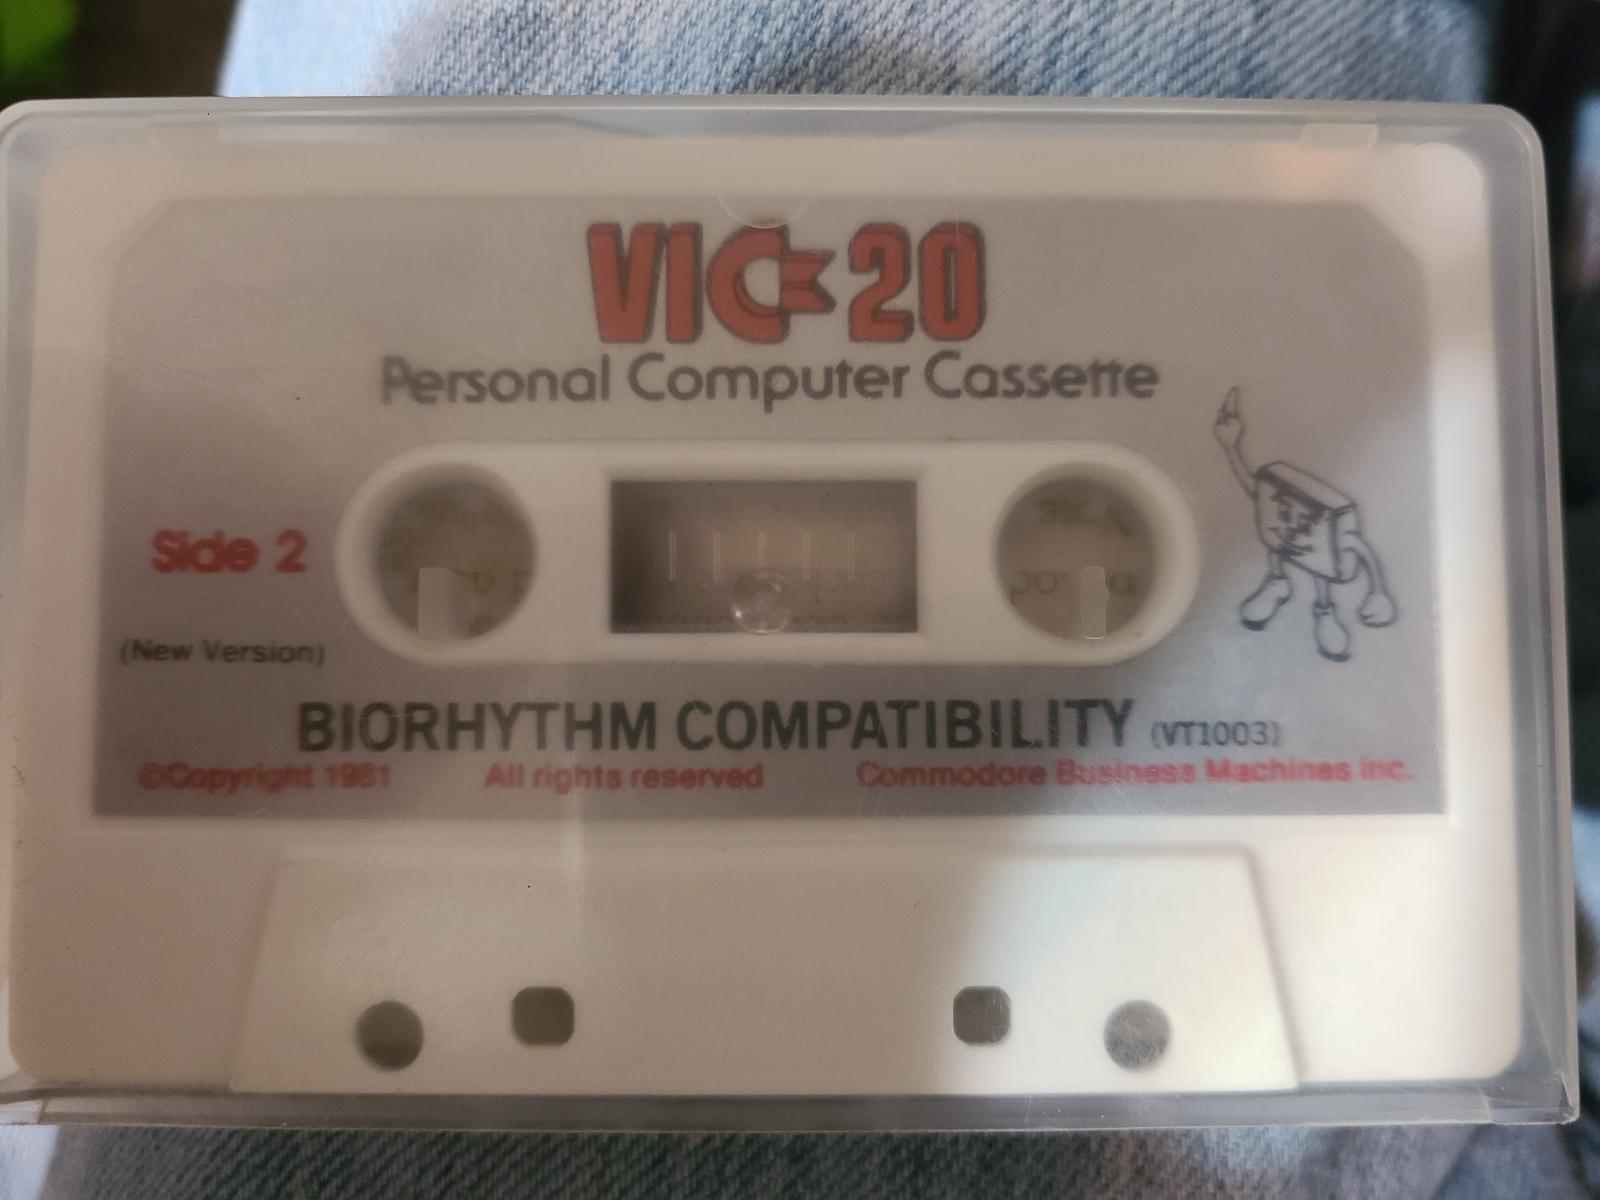 VIC 20
Personal Computer Cassette
Side 2
(New Version)
BIORHYTHM COMPATIBILITY (VT1003)
©Copyright 1981 All rights reserved Commodore Business Machines Inc.